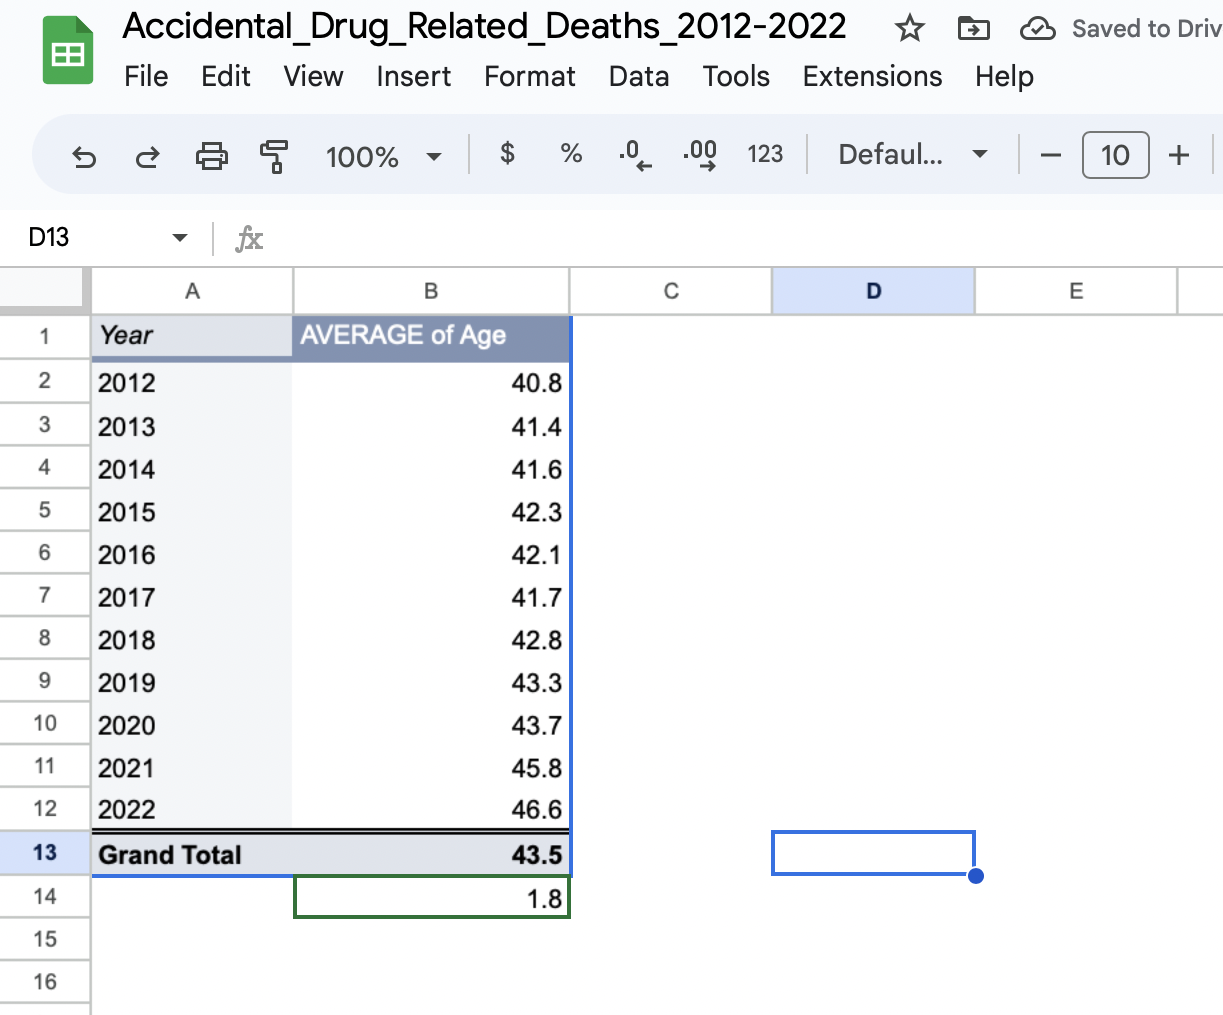 Accidental_Drug_Related_Deaths_2012-2022 Saved to Driv
File Edit View Insert Format Data Tools Extensions Help
100% $ % .0 .00 123 Defaul... 10
D13 fx
A B C D E
1 Year AVERAGE of Age
2 2012 40.8
3 2013 41.4
4 2014 41.6
5 2015 42.3
6 2016 42.1
7 2017 41.7
8 2018 42.8
9 2019 43.3
10 2020 43.7
11 2021 45.8
12 2022 46.6
13 Grand Total 43.5
14 1.8
15
16